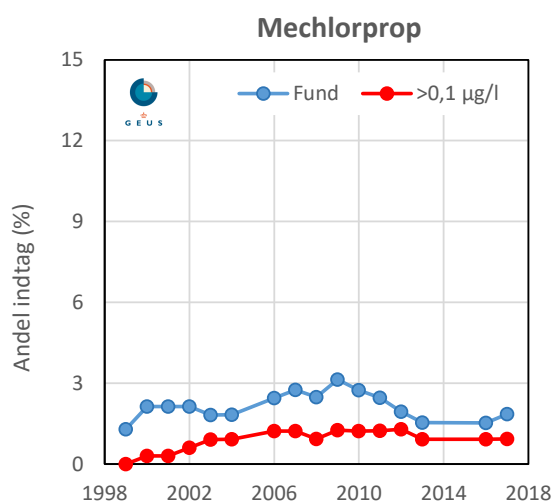 Mechlorprop
15
12
9
6
3
0
Andel indtag (%)
GEUS
Fund
>0,1 µg/l
1998 2002 2006 2010 2014 2018